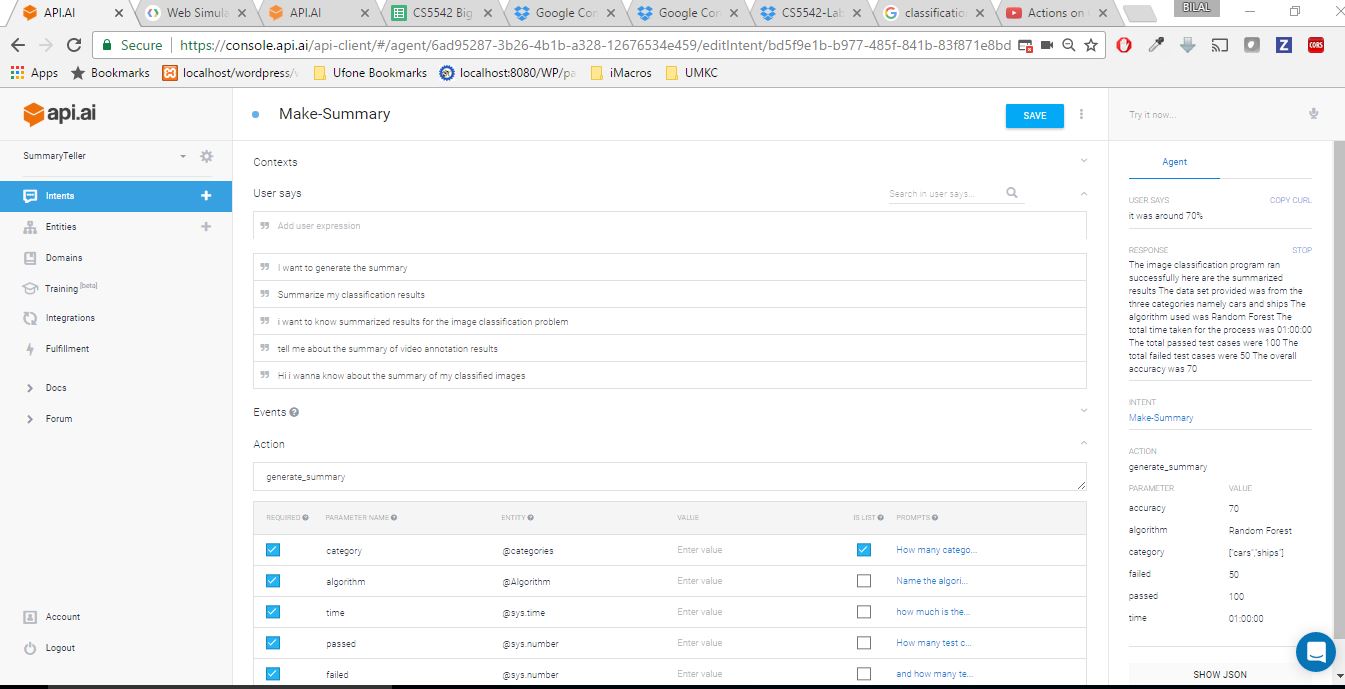 API.AI
Web Simula
API.AI
CS5542 Big
Google Con
Google Con
CS5542-Lab
classification
Actions on
BILAL
Secure
https://console.api.ai/api-client/#/agent/6ad95287-3b26-4b1b-a328-12676534e459/editIntent/bd5f9e1b-b977-485f-841b-83f871e8bd
Apps
Bookmarks
localhost/wordpress/
Ufone Bookmarks
localhost:8080/WP/pa
iMacros
UMKC
api.ai
Make-Summary
SAVE
Try it now...
SummaryTeller
Intents
Entities
Domains
Training [beta]
Integrations
Fulfillment
Docs
Forum
Account
Logout
Contexts
User says
Search in user says...
Add user expression
I want to generate the summary
Summarize my classification results
i want to know summarized results for the image classification problem
tell me about the summary of video annotation results
Hi i wanna know about the summary of my classified images
Events
Action
generate_summary
REQUIRED PARAMETER NAME ENTITY VALUE IS LIST PROMPTS
category @categories Enter value How many catego...
algorithm @Algorithm Enter value Name the algori...
time @sys.time Enter value how much is the...
passed @sys.number Enter value How many test c...
failed @sys.number Enter value and how many te...
Agent
USER SAYS COPY CURL
it was around 70%
RESPONSE STOP
The image classification program ran
successfully here are the summarized
results The data set provided was from the
three categories namely cars and ships The
algorithm used was Random Forest The
total time taken for the process was 01:00:00
The total passed test cases were 100 The
total failed test cases were 50 The overall
accuracy was 70
INTENT
Make-Summary
ACTION
generate_summary
PARAMETER VALUE
accuracy 70
algorithm Random Forest
category ['cars','ships']
failed 50
passed 100
time 01:00:00
SHOW JSON